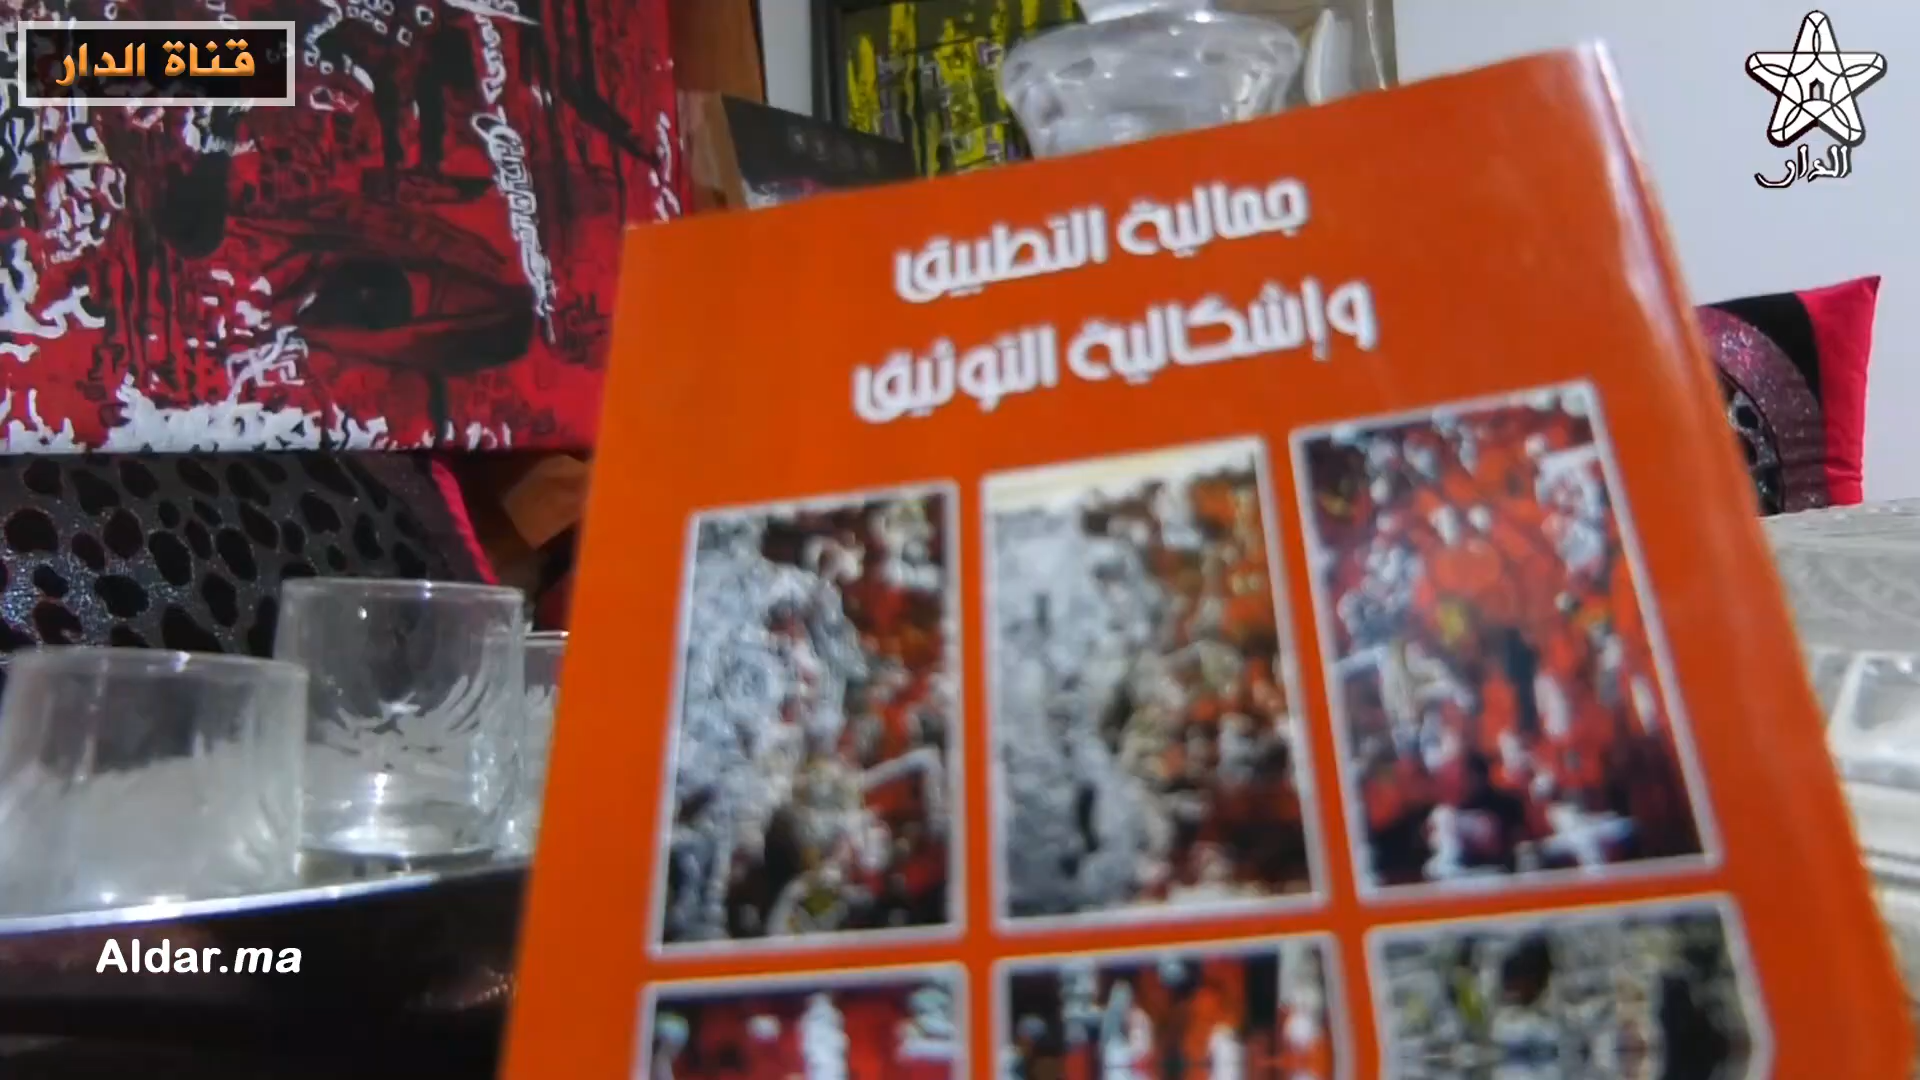 قناة الدار
الدار
جمالية التطبيق
وإشكالية التوثيق
Aldar.ma